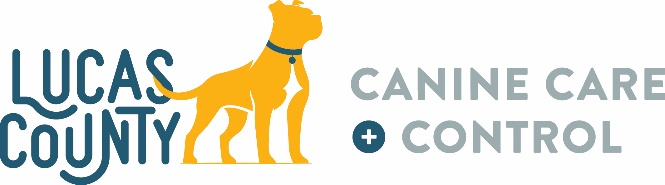 LUCAS
COUNTY
CANINE CARE
+ CONTROL